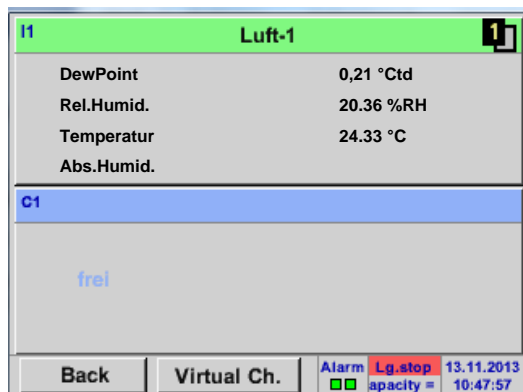 I1 Luft-1 1
DewPoint 0,21 °Ctd
Rel.Humid. 20.36 %RH
Temperatur 24.33 °C
Abs.Humid.
C1
frei
Back Virtual Ch. Alarm Lg.stop 13.11.2013
apacity = 10:47:57